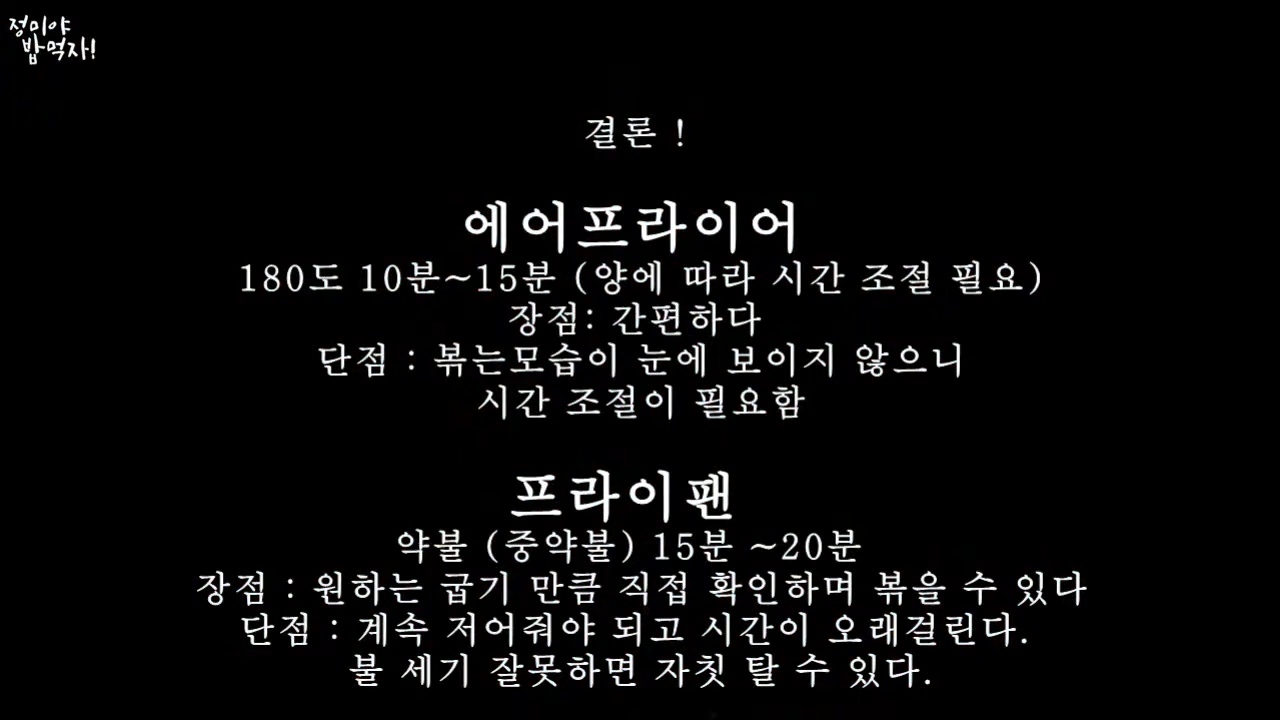 정미야
밥먹자!
결론 !
에어프라이어
180도 10분~15분 (양에 따라 시간 조절 필요)
장점: 간편하다
단점 : 볶는모습이 눈에 보이지 않으니
시간 조절이 필요함
프라이팬
약불 (중약불) 15분 ~20분
장점 : 원하는 굽기 만큼 직접 확인하며 볶을 수 있다
단점 : 계속 저어줘야 되고 시간이 오래걸린다.
불 세기 잘못하면 자칫 탈 수 있다.